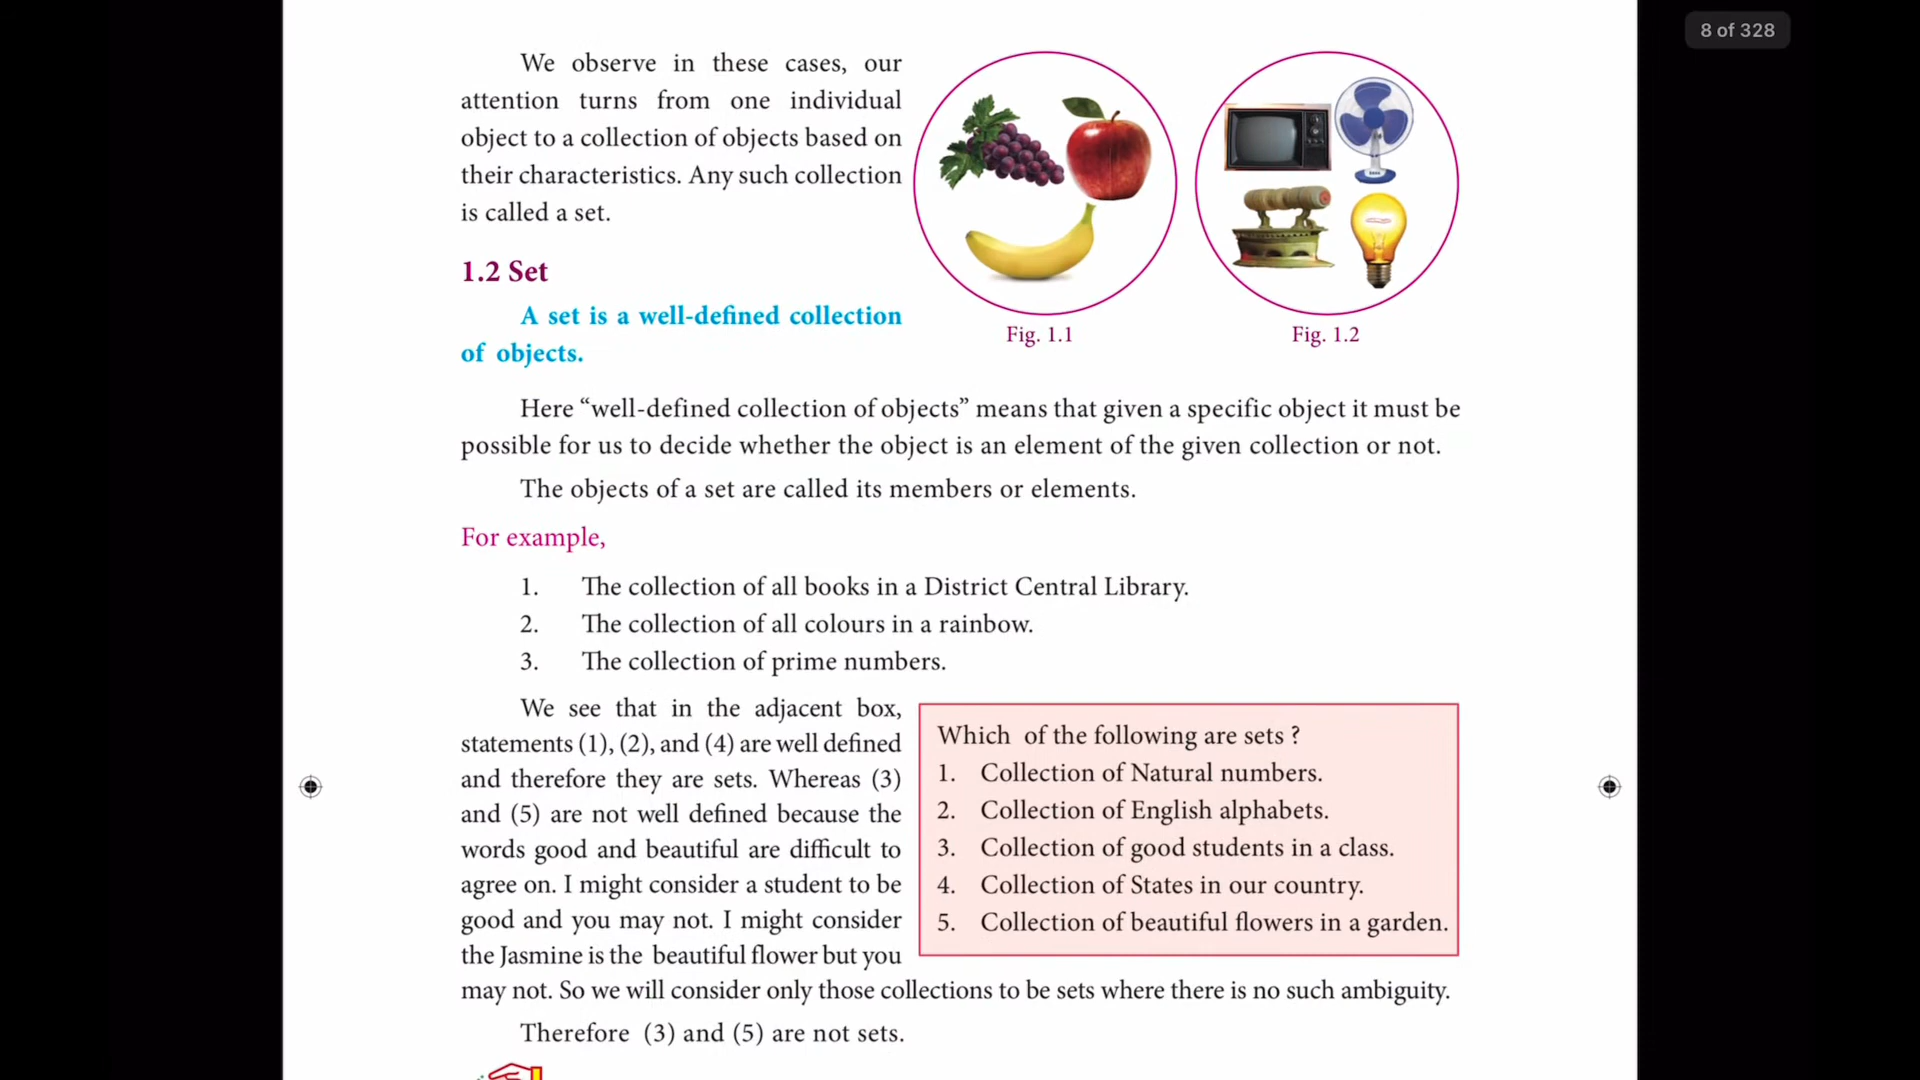 8 of 328
We observe in these cases, our
attention turns from one individual
object to a collection of objects based on
their characteristics. Any such collection
is called a set.
Fig. 1.1
Fig. 1.2
1.2 Set
A set is a well-defined collection
of objects.
Here “well-defined collection of objects” means that given a specific object it must be
possible for us to decide whether the object is an element of the given collection or not.
The objects of a set are called its members or elements.
For example,
1. The collection of all books in a District Central Library.
2. The collection of all colours in a rainbow.
3. The collection of prime numbers.
We see that in the adjacent box,
statements (1), (2), and (4) are well defined
and therefore they are sets. Whereas (3)
and (5) are not well defined because the
words good and beautiful are difficult to
agree on. I might consider a student to be
good and you may not. I might consider
the Jasmine is the beautiful flower but you
may not. So we will consider only those collections to be sets where there is no such ambiguity.
Therefore (3) and (5) are not sets.
Which of the following are sets ?
1. Collection of Natural numbers.
2. Collection of English alphabets.
3. Collection of good students in a class.
4. Collection of States in our country.
5. Collection of beautiful flowers in a garden.